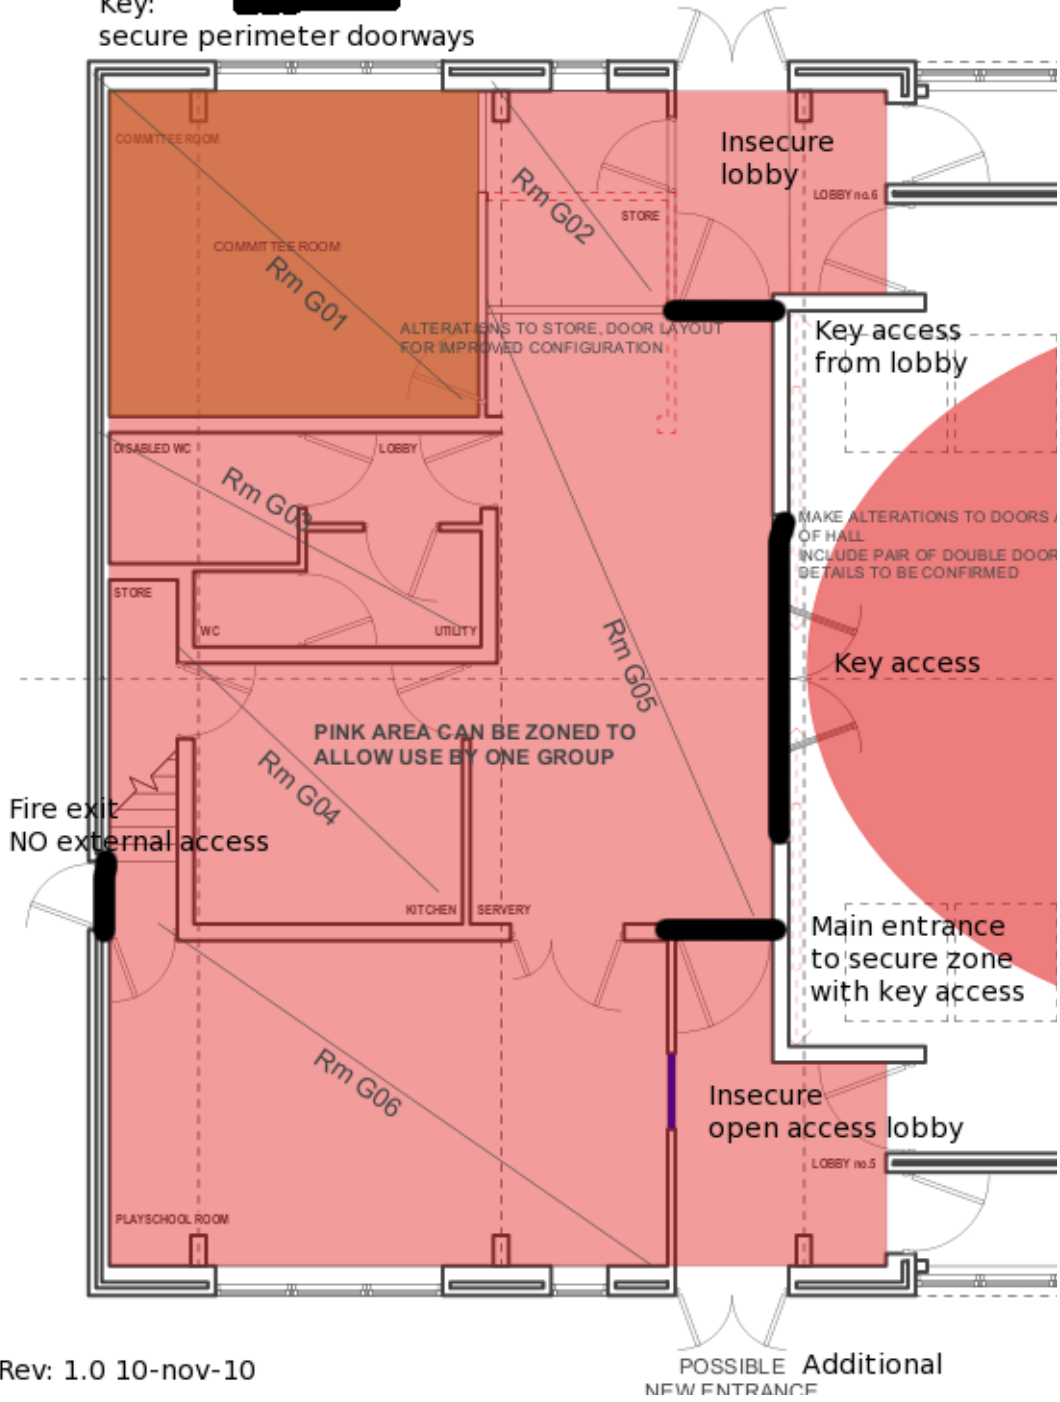 Key:
secure perimeter doorways
COMMITTEE ROOM
Insecure
lobby
LOBBY no.6
Rm G02
STORE
COMMITTEE ROOM
Rm G01
ALTERATIONS TO STORE, DOOR LAYOUT
FOR IMPROVED CONFIGURATION
Key access
from lobby
DISABLED WC
LOBBY
Rm G03
MAKE ALTERATIONS TO DOORS
OF HALL
INCLUDE PAIR OF DOUBLE DOOR
DETAILS TO BE CONFIRMED
STORE
WC
UTILITY
Rm G05
Key access
PINK AREA CAN BE ZONED TO
ALLOW USE BY ONE GROUP
Rm G04
Fire exit
NO external access
KITCHEN
SERVERY
Main entrance
to secure zone
with key access
Rm G06
Insecure
open access lobby
LOBBY no.5
PLAYSCHOOL ROOM
Rev: 1.0 10-nov-10
POSSIBLE
NEW ENTRANCE
Additional